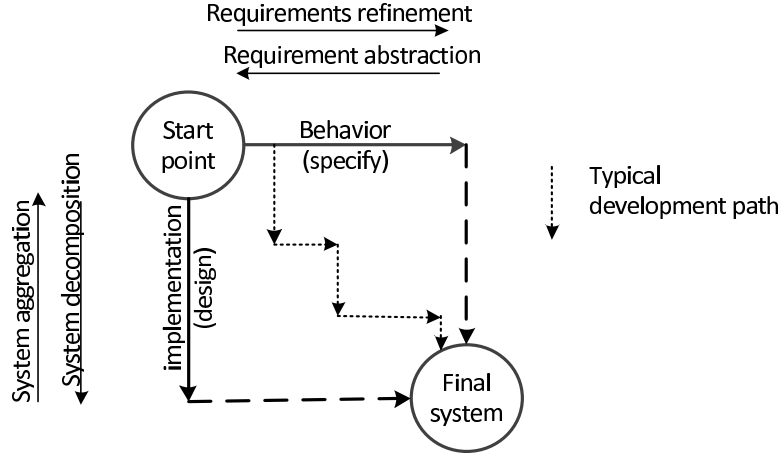 Requirements refinement
Requirement abstraction
Start
point
Behavior
(specify)
Typical
development path
System aggregation
System decomposition
implementation
(design)
Final
system